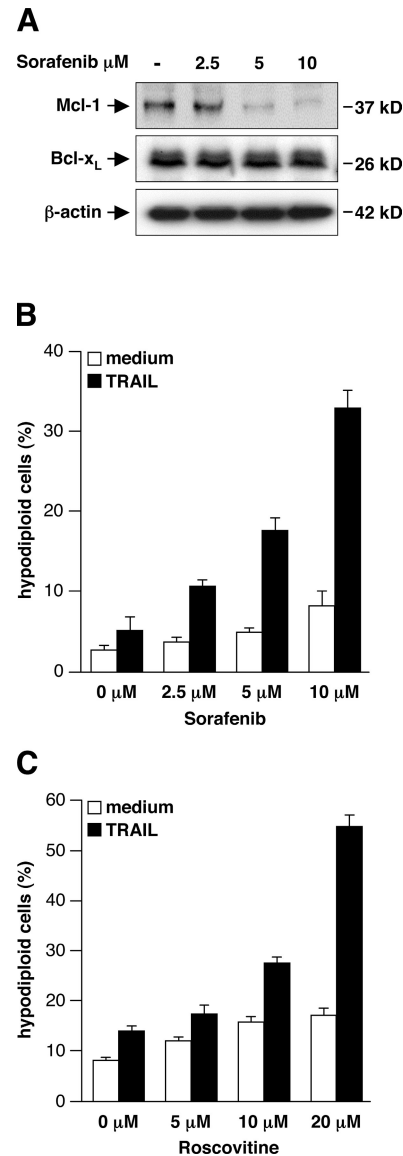 A
Sorafenib μM - 2.5 5 10
Mcl-1 37 kD
Bcl-xL 26 kD
β-actin 42 kD
B
40
30
20
10
0
hypodiploid cells (%)
medium
TRAIL
0 μM 2.5 μM 5 μM 10 μM
Sorafenib
C
60
50
40
30
20
10
0
hypodiploid cells (%)
medium
TRAIL
0 μM 5 μM 10 μM 20 μM
Roscovitine